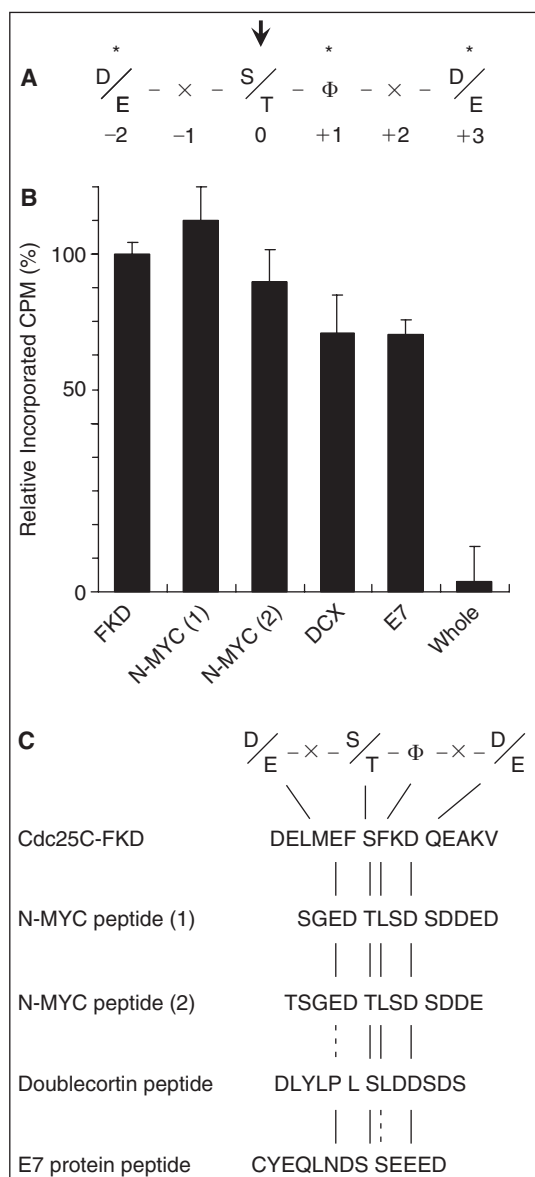 A
* * *
D/E – × – S/T – Φ – × – D/E
−2 −1 0 +1 +2 +3
B
Relative Incorporated CPM (%)
100
50
0
FKD N-MYC (1) N-MYC (2) DCX E7 Whole
C
D/E – × – S/T – Φ – × – D/E
Cdc25C-FKD DELMEF SFKD QEAKV
N-MYC peptide (1) SGED TLSD SDDED
N-MYC peptide (2) TSGED TLSD SDDE
Doublecortin peptide DLYLP L SLDDSDS
E7 protein peptide CYEQLNDS SEEED